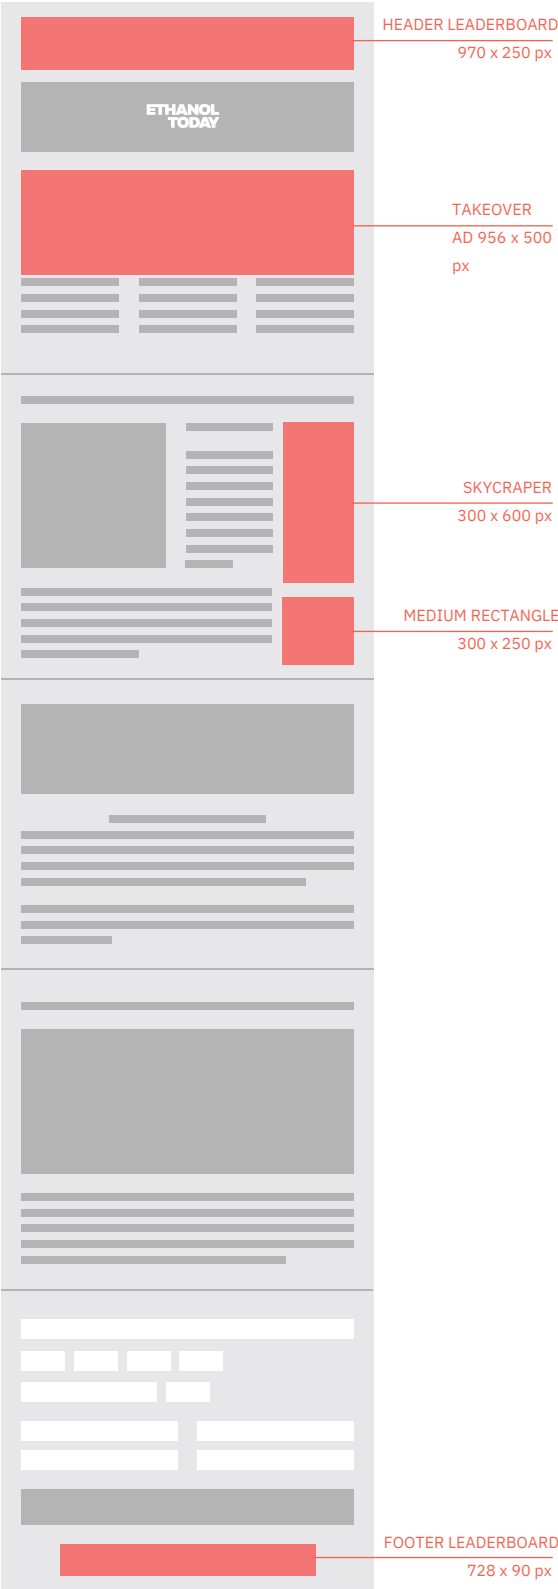 HEADER LEADERBOARD
970 x 250 px
ETHANOL
TODAY
TAKEOVER
AD 956 x 500
px
SKYCRAPER
300 x 600 px
MEDIUM RECTANGLE
300 x 250 px
FOOTER LEADERBOARD
728 x 90 px